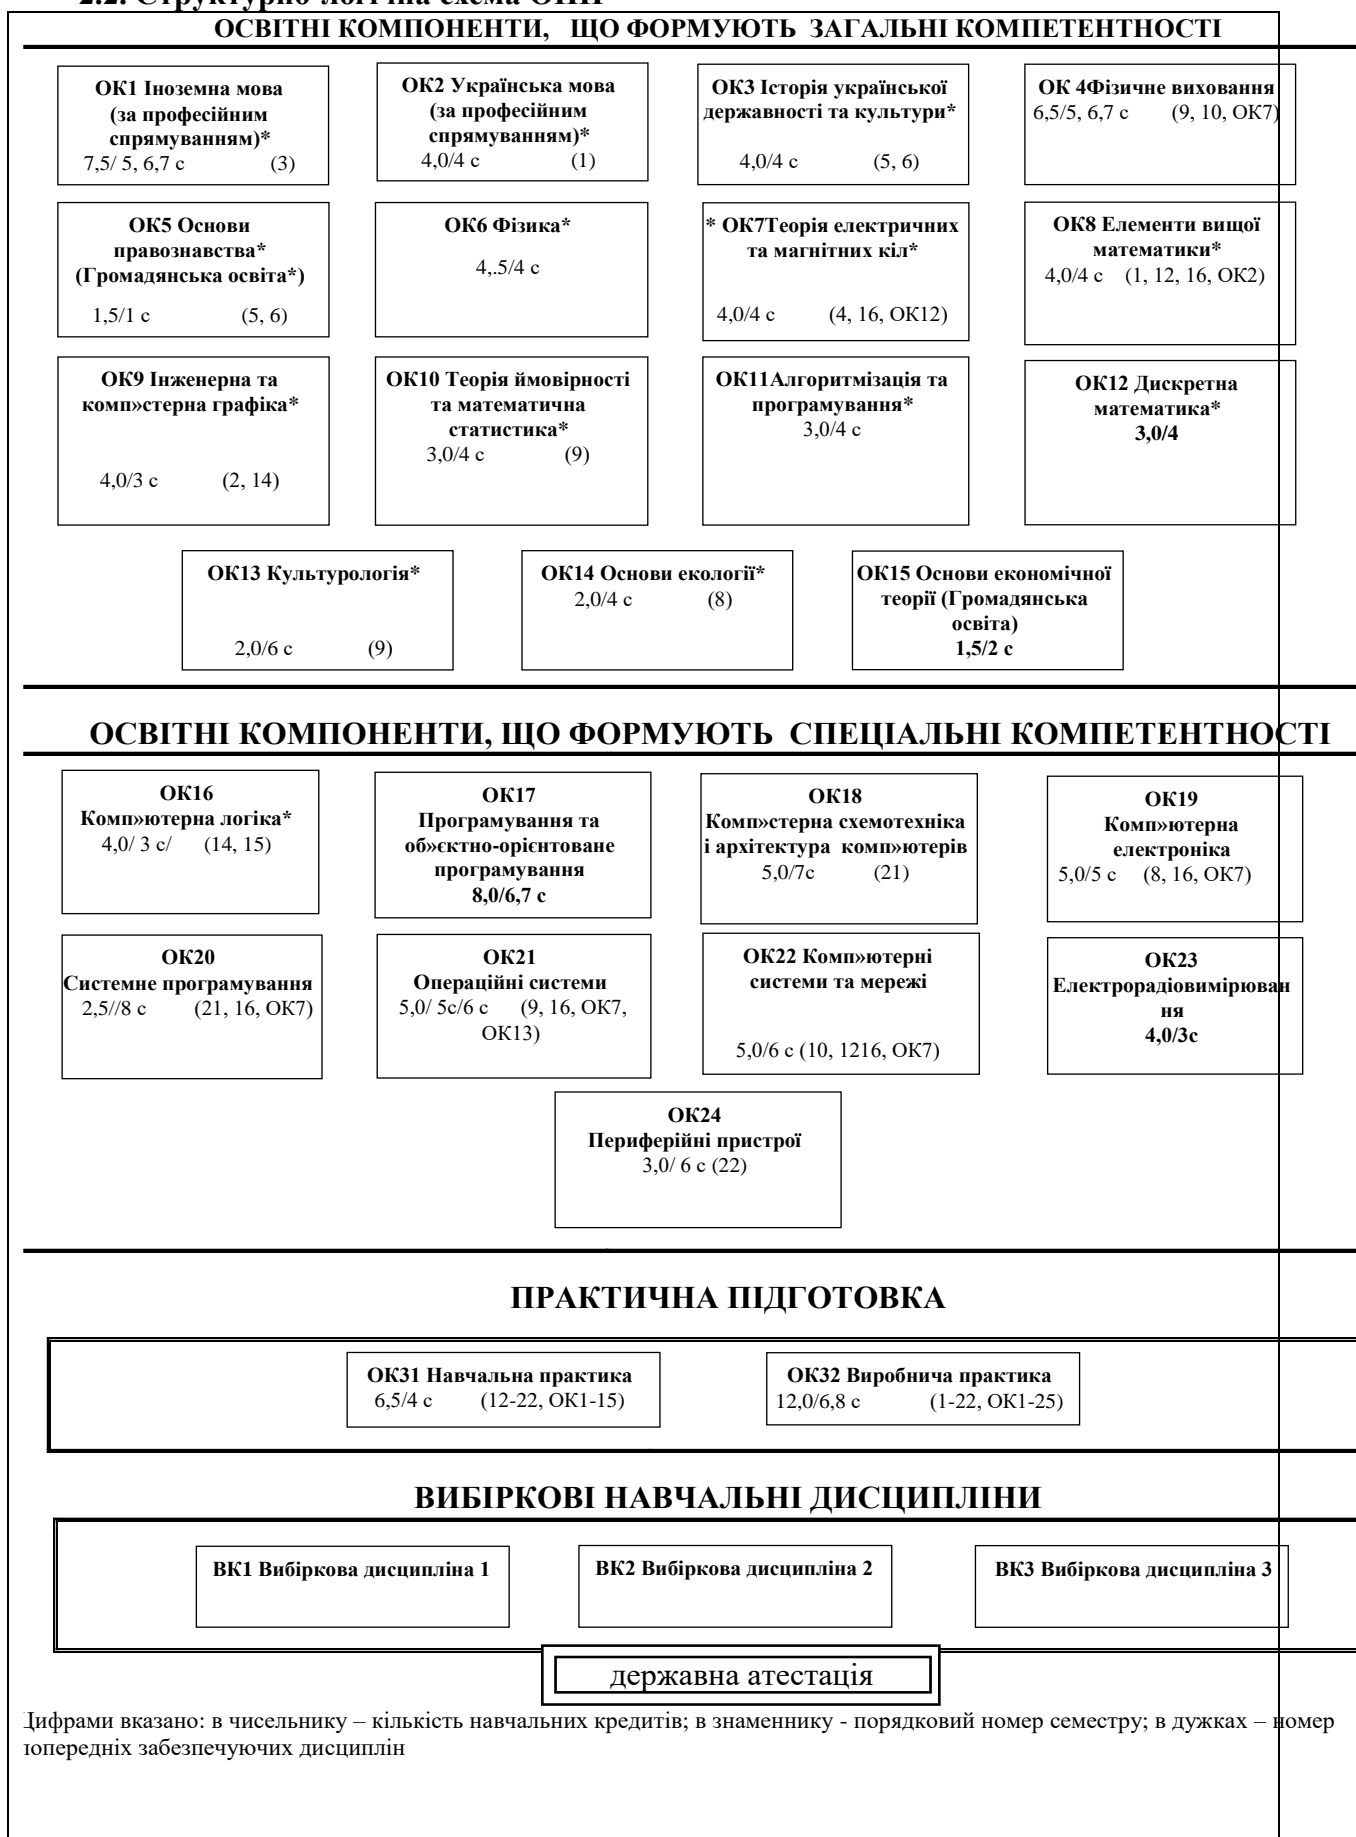 2.2. Структурно-логічна схема ОПП
ОСВІТНІ КОМПОНЕНТИ, ЩО ФОРМУЮТЬ ЗАГАЛЬНІ КОМПЕТЕНТНОСТІ
ОК1 Іноземна мова
(за професійним
спрямуванням)*
7,5/ 5, 6,7 с (3)
ОК2 Українська мова
(за професійним
спрямуванням)*
4,0/4 с (1)
ОК3 Історія української
державності та культури*
4,0/4 с (5, 6)
ОК 4Фізичне виховання
6,5/5, 6,7 с (9, 10, ОК7)
ОК5 Основи
правознавства*
(Громадянська освіта*)
1,5/1 с (5, 6)
ОК6 Фізика*
4,.5/4 с
* ОК7Теорія електричних
та магнітних кіл*
4,0/4 с (4, 16, ОК12)
ОК8 Елементи вищої
математики*
4,0/4 с (1, 12, 16, ОК2)
ОК9 Інженерна та
комп»стерна графіка*
4,0/3 с (2, 14)
ОК10 Теорія ймовірності
та математична
статистика*
3,0/4 с (9)
ОК11Алгоритмізація та
програмування*
3,0/4 с
ОК12 Дискретна
математика*
3,0/4
ОК13 Культурологія*
2,0/6 с (9)
ОК14 Основи екології*
2,0/4 с (8)
ОК15 Основи економічної
теорії (Громадянська
освіта)
1,5/2 с
ОСВІТНІ КОМПОНЕНТИ, ЩО ФОРМУЮТЬ СПЕЦІАЛЬНІ КОМПЕТЕНТНОСТІ
ОК16
Комп»ютерна логіка*
4,0/ 3 с/ (14, 15)
ОК17
Програмування та
об»єктно-орієнтоване
програмування
8,0/6,7 с
ОК18
Комп»стерна схемотехніка
і архітектура комп»ютерів
5,0/7с (21)
ОК19
Комп»ютерна
електроніка
5,0/5 с (8, 16, ОК7)
ОК20
Системне програмування
2,5//8 с (21, 16, ОК7)
ОК21
Операційні системи
5,0/ 5с/6 с (9, 16, ОК7,
ОК13)
ОК22 Комп»ютерні
системи та мережі
5,0/6 с (10, 1216, ОК7)
ОК23
Електрорадіовимірюван
ня
4,0/3с
ОК24
Периферійні пристрої
3,0/ 6 с (22)
ПРАКТИЧНА ПІДГОТОВКА
ОК31 Навчальна практика
6,5/4 с (12-22, ОК1-15)
ОК32 Виробнича практика
12,0/6,8 с (1-22, ОК1-25)
ВИБІРКОВІ НАВЧАЛЬНІ ДИСЦИПЛІНИ
ВК1 Вибіркова дисципліна 1
ВК2 Вибіркова дисципліна 2
ВК3 Вибіркова дисципліна 3
державна атестація
Цифрами вказано: в чисельнику – кількість навчальних кредитів; в знаменнику - порядковий номер семестру; в дужках – номер
попередніх забезпечуючих дисциплін